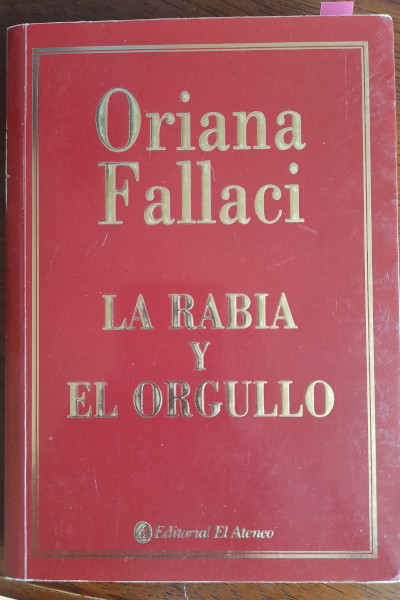 Oriana
Fallaci
LA RABIA
Y
EL ORGULLO
Editorial El Ateneo